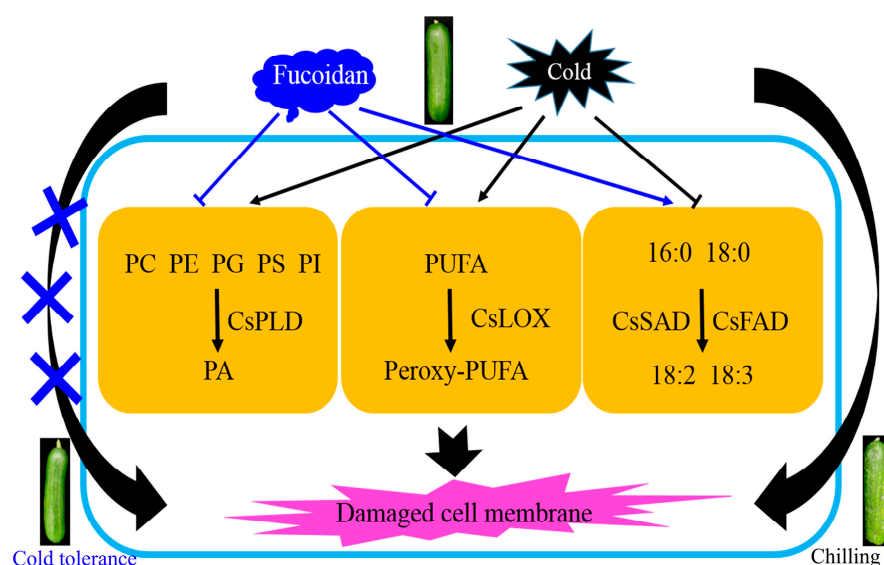 Fucoidan
Cold
PC PE PG PS PI
CsPLD
PA
PUFA
CsLOX
Peroxy-PUFA
16:0 18:0
CsSAD CsFAD
18:2 18:3
Damaged cell membrane
Cold tolerance
Chilling